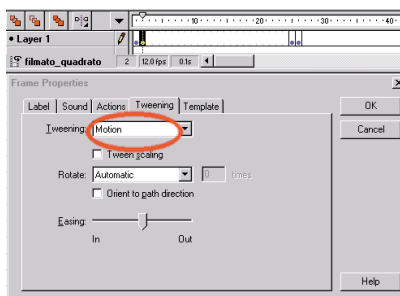 10 20 30 40
Layer 1
filmato_quadrato 2 12.0 fps 0.1s
Frame Properties
Label Sound Actions Tweening Template
OK
Tweening: Motion
Cancel
Tween scaling
Rotate: Automatic 0 times
Orient to path direction
Easing:
In Out
Help